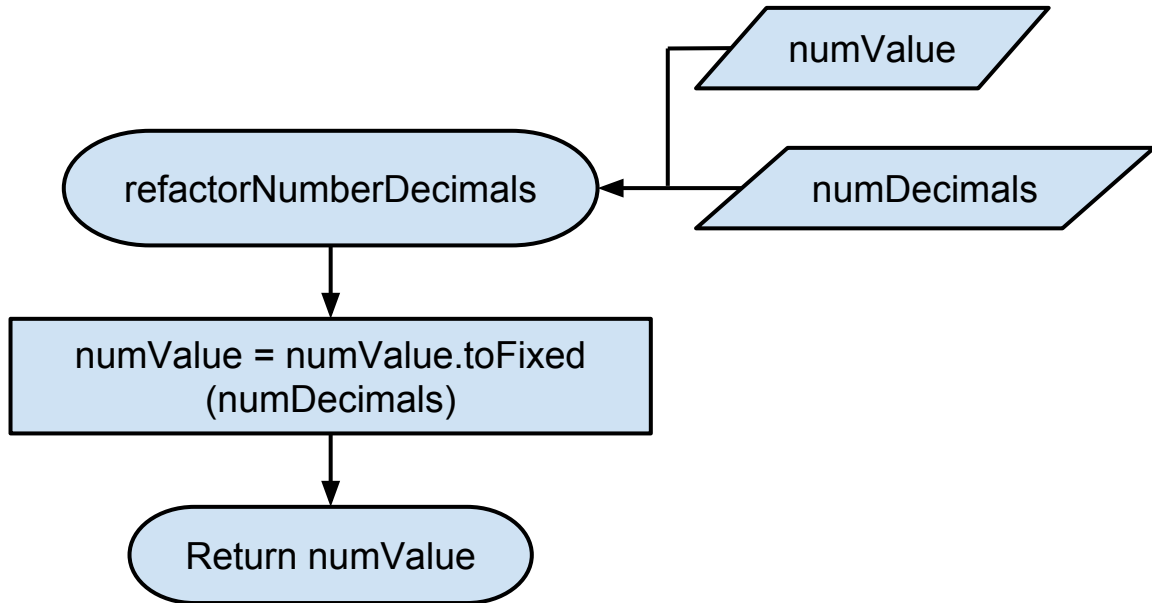 numValue
refactorNumberDecimals
numDecimals
numValue = numValue.toFixed
(numDecimals)
Return numValue